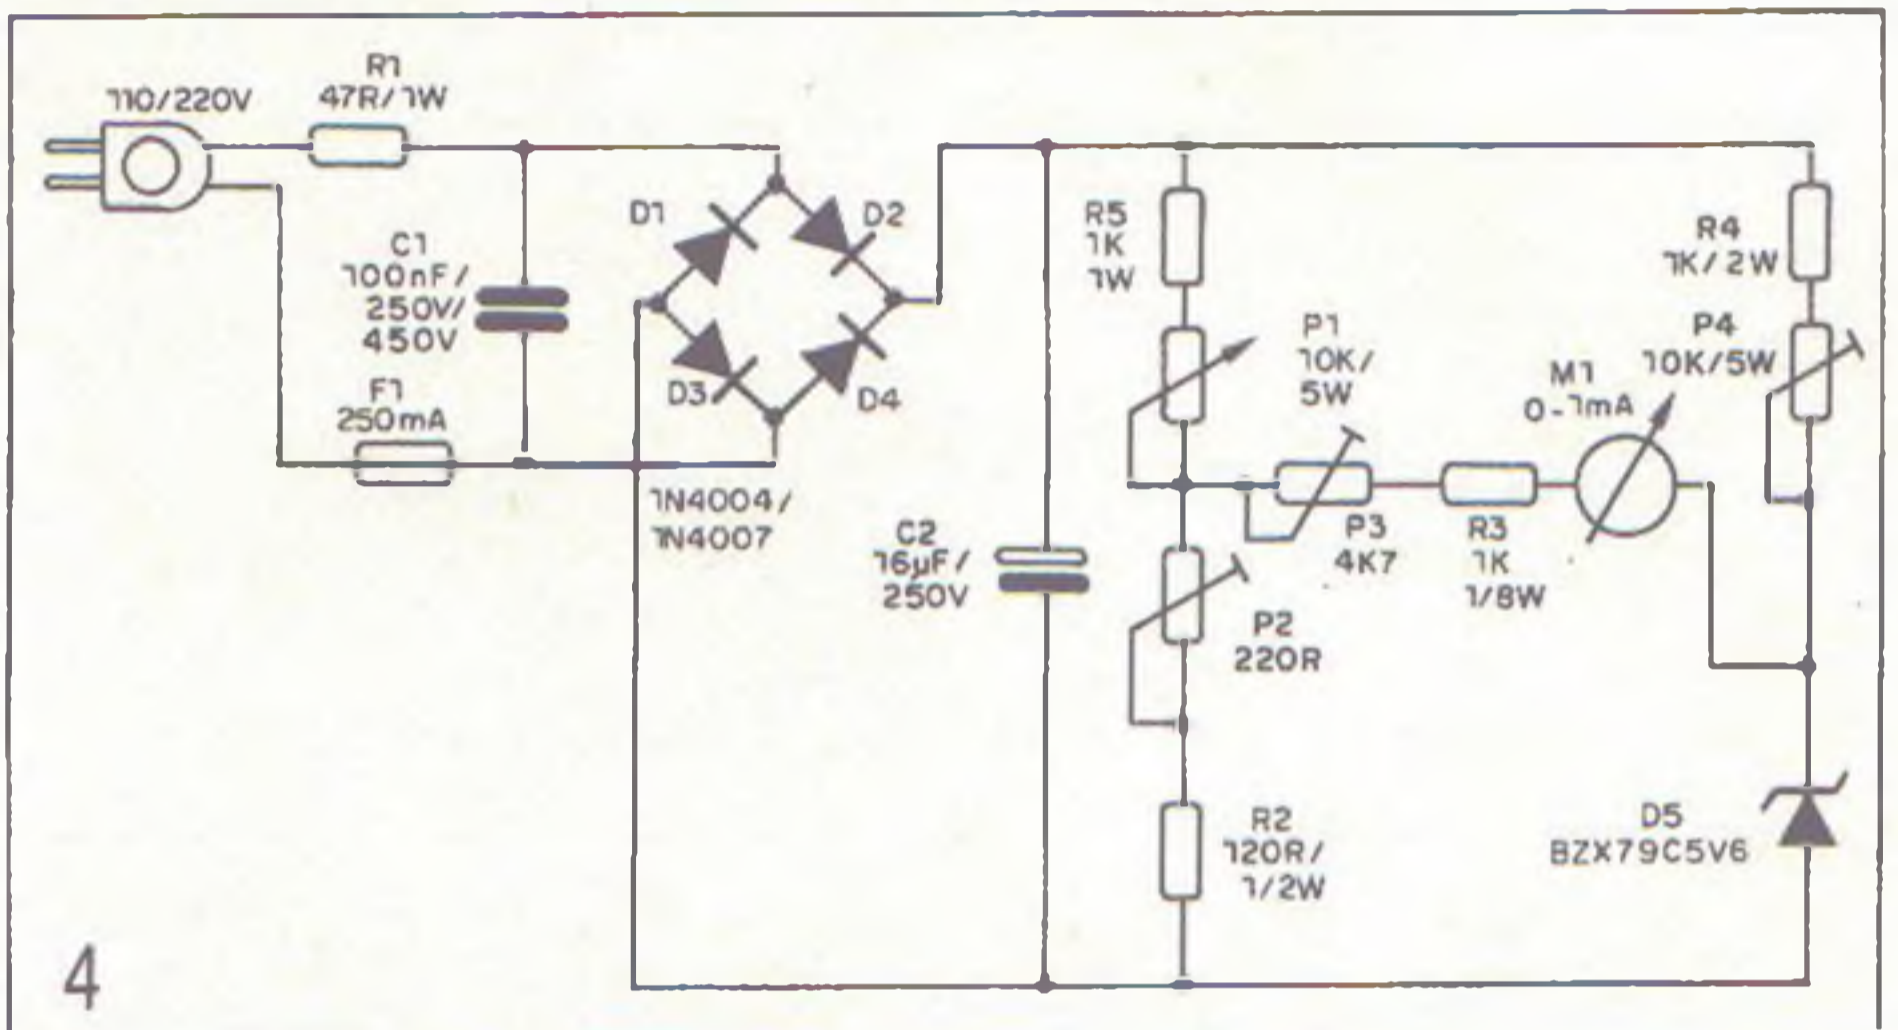 110/220V
R1
47R/1W
C1
100nF/
250V/
450V
F1
250mA
D1
D2
D3
D4
1N4004/
1N4007
C2
16µF/
250V
R5
1K
1W
P1
10K/
5W
P2
220R
R2
120R/
1/2W
P3
4K7
R3
1K
1/8W
M1
0-1mA
R4
1K/2W
P4
10K/5W
D5
BZX79C5V6
4